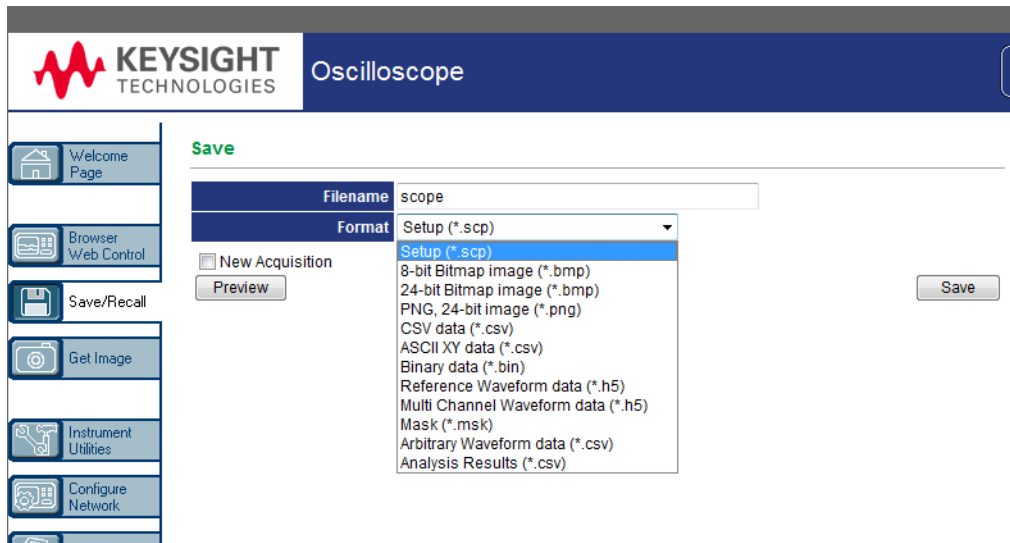 KEYSIGHT
TECHNOLOGIES
Oscilloscope
Welcome
Page
Browser
Web Control
Save/Recall
Get Image
Instrument
Utilities
Configure
Network
Save
Filename scope
Format Setup (*.scp)
Setup (*.scp)
8-bit Bitmap image (*.bmp)
24-bit Bitmap image (*.bmp)
PNG, 24-bit image (*.png)
CSV data (*.csv)
ASCII XY data (*.csv)
Binary data (*.bin)
Reference Waveform data (*.h5)
Multi Channel Waveform data (*.h5)
Mask (*.msk)
Arbitrary Waveform data (*.csv)
Analysis Results (*.csv)
New Acquisition
Preview
Save